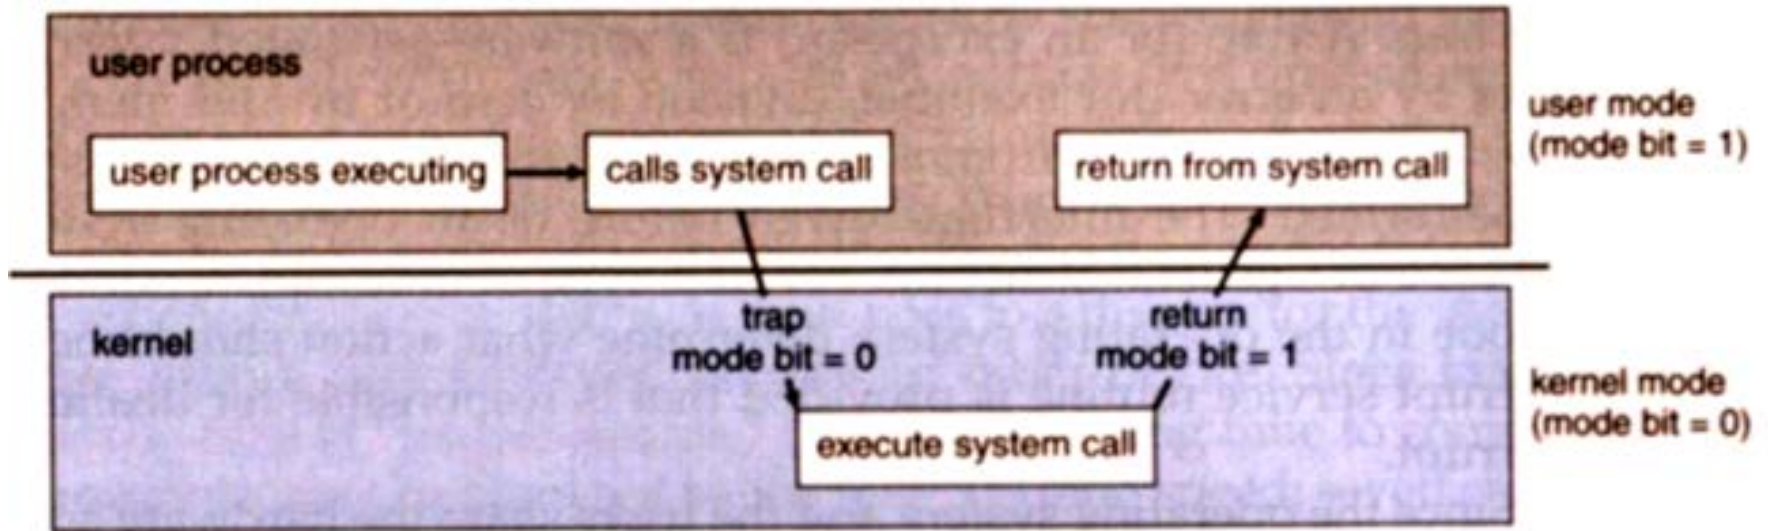 user process
user process executing
calls system call
return from system call
user mode
(mode bit = 1)
trap
mode bit = 0
return
mode bit = 1
kernel
kernel mode
(mode bit = 0)
execute system call